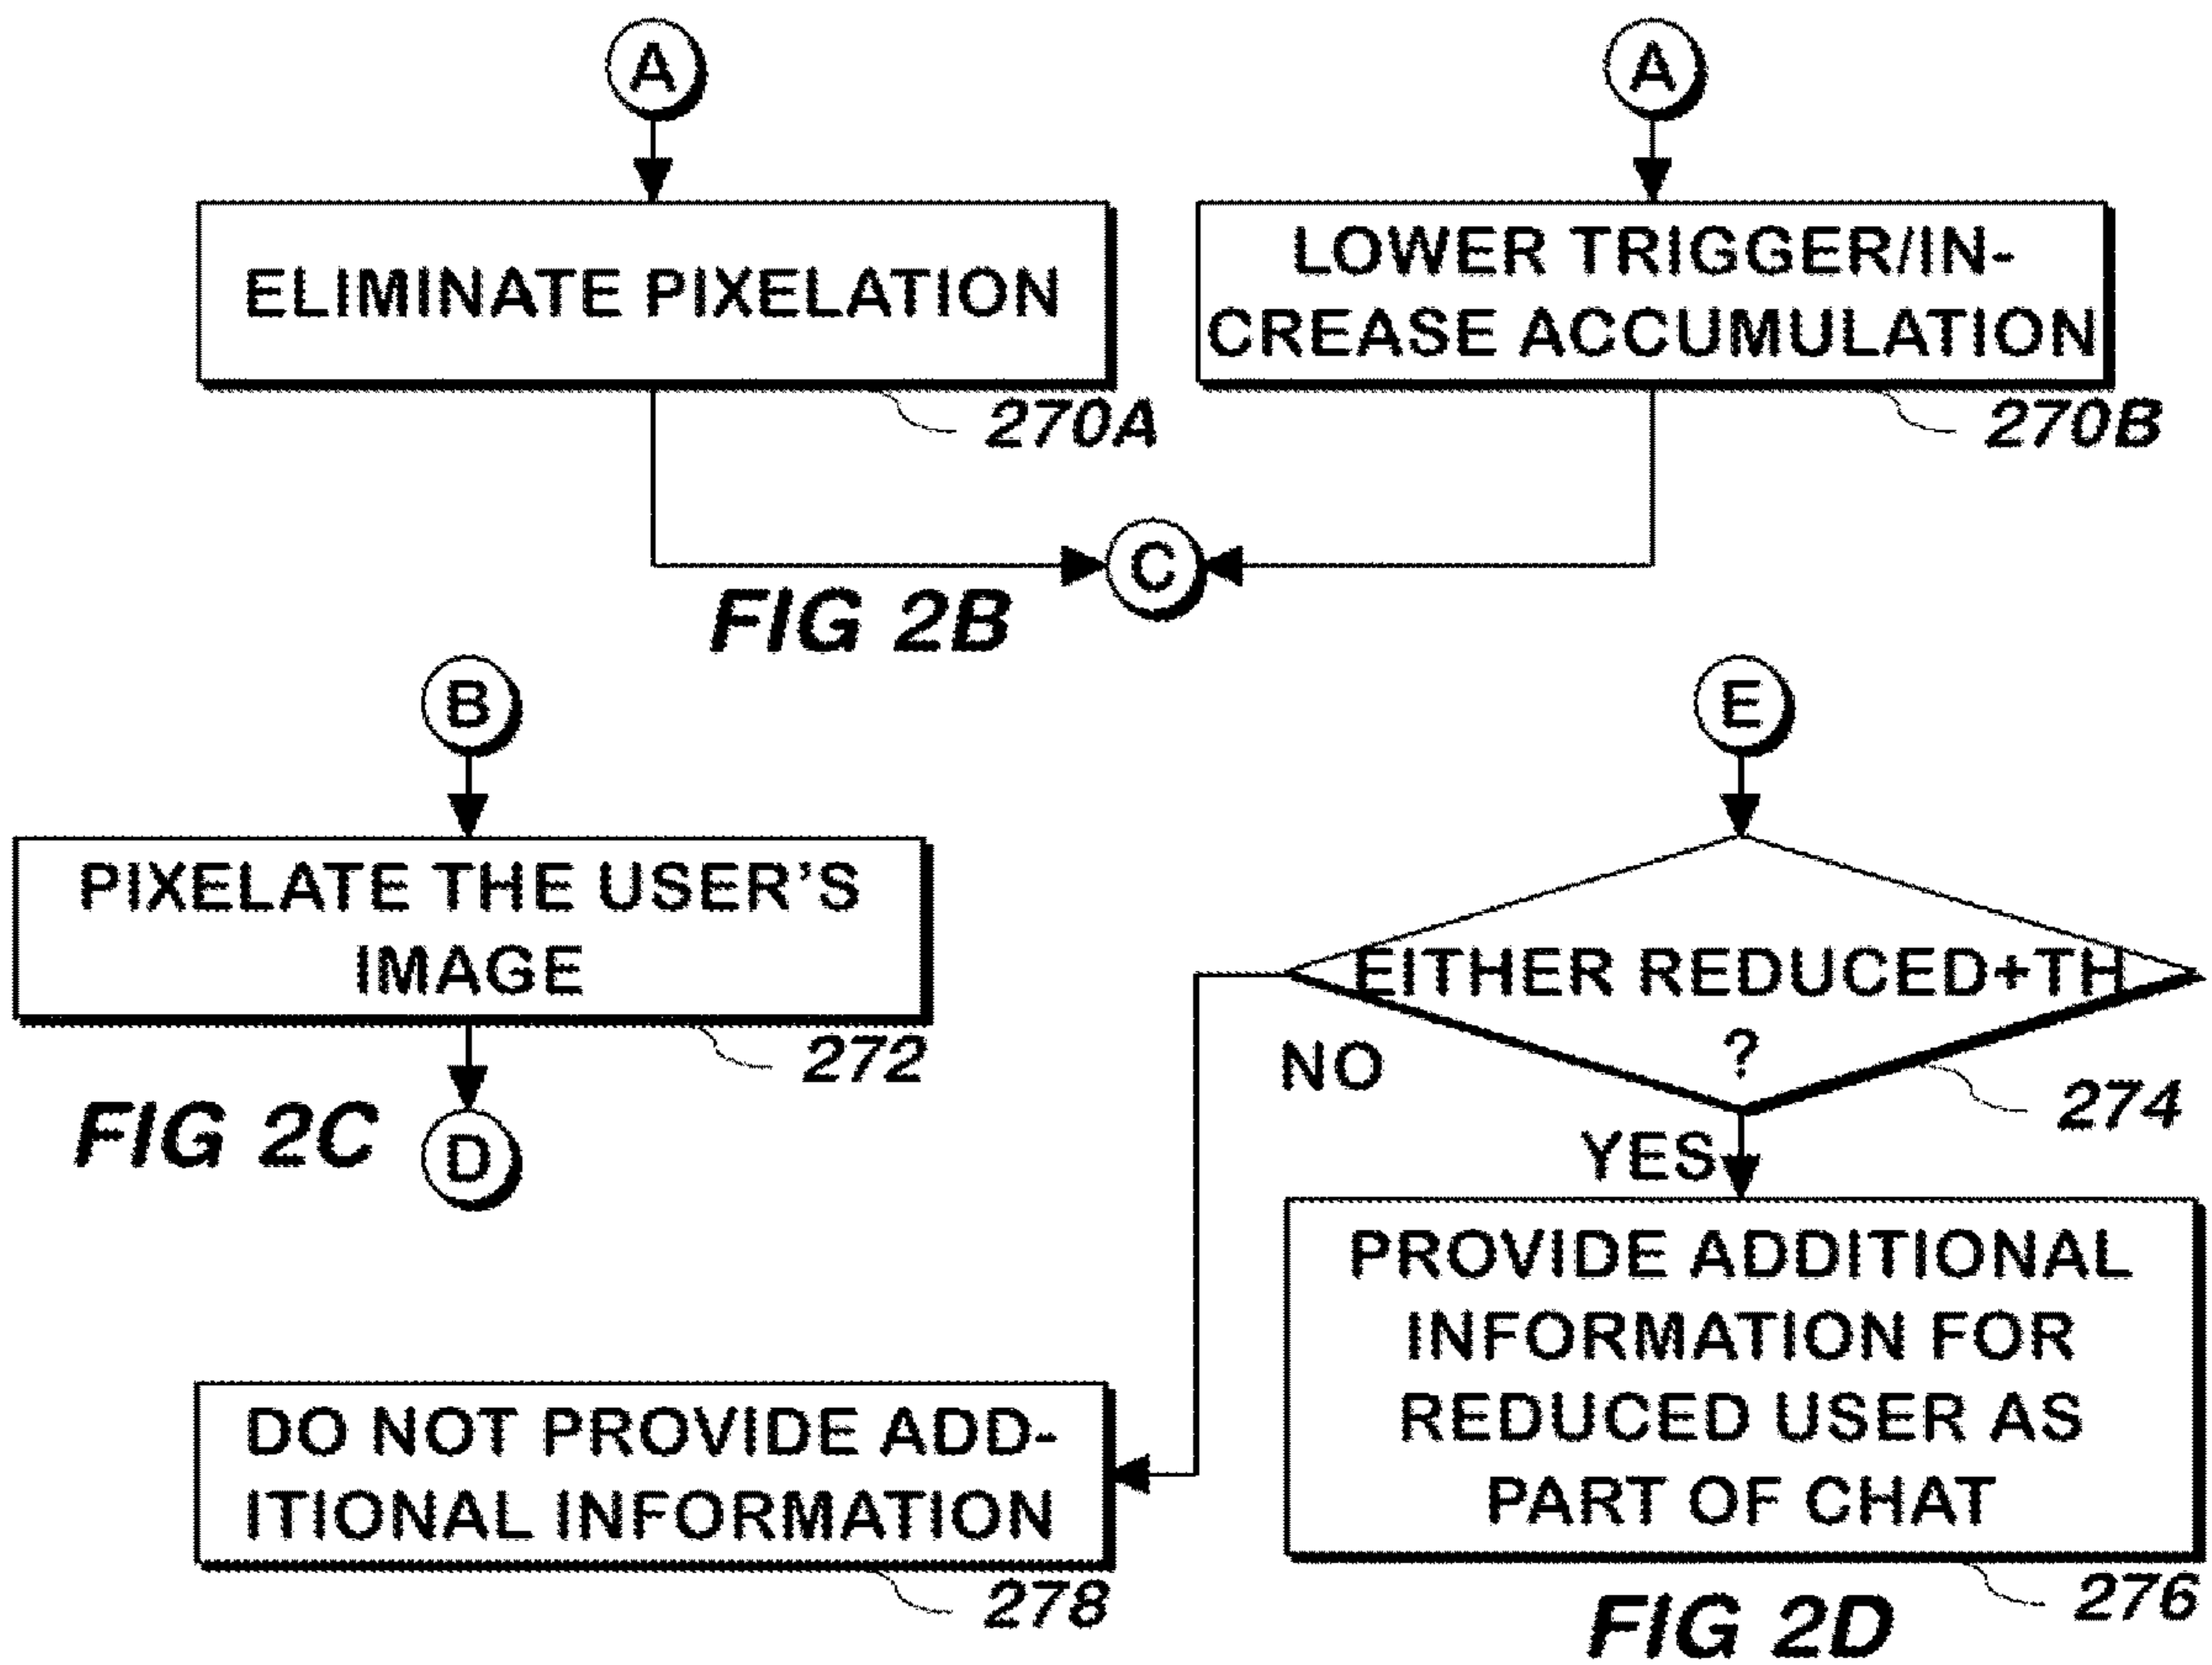 A
A
ELIMINATE PIXELATION
LOWER TRIGGER/IN-
CREASE ACCUMULATION
270A
270B
C
FIG 2B
B
E
PIXELATE THE USER'S
IMAGE
272
EITHER REDUCED+TH
?
NO
274
FIG 2C
D
YES
PROVIDE ADDITIONAL
INFORMATION FOR
REDUCED USER AS
PART OF CHAT
DO NOT PROVIDE ADD-
ITIONAL INFORMATION
278
276
FIG 2D